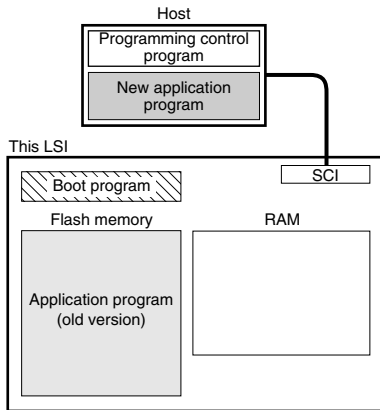 Host
Programming control
program
New application
program
This LSI
SCI
Boot program
Flash memory
RAM
Application program
(old version)